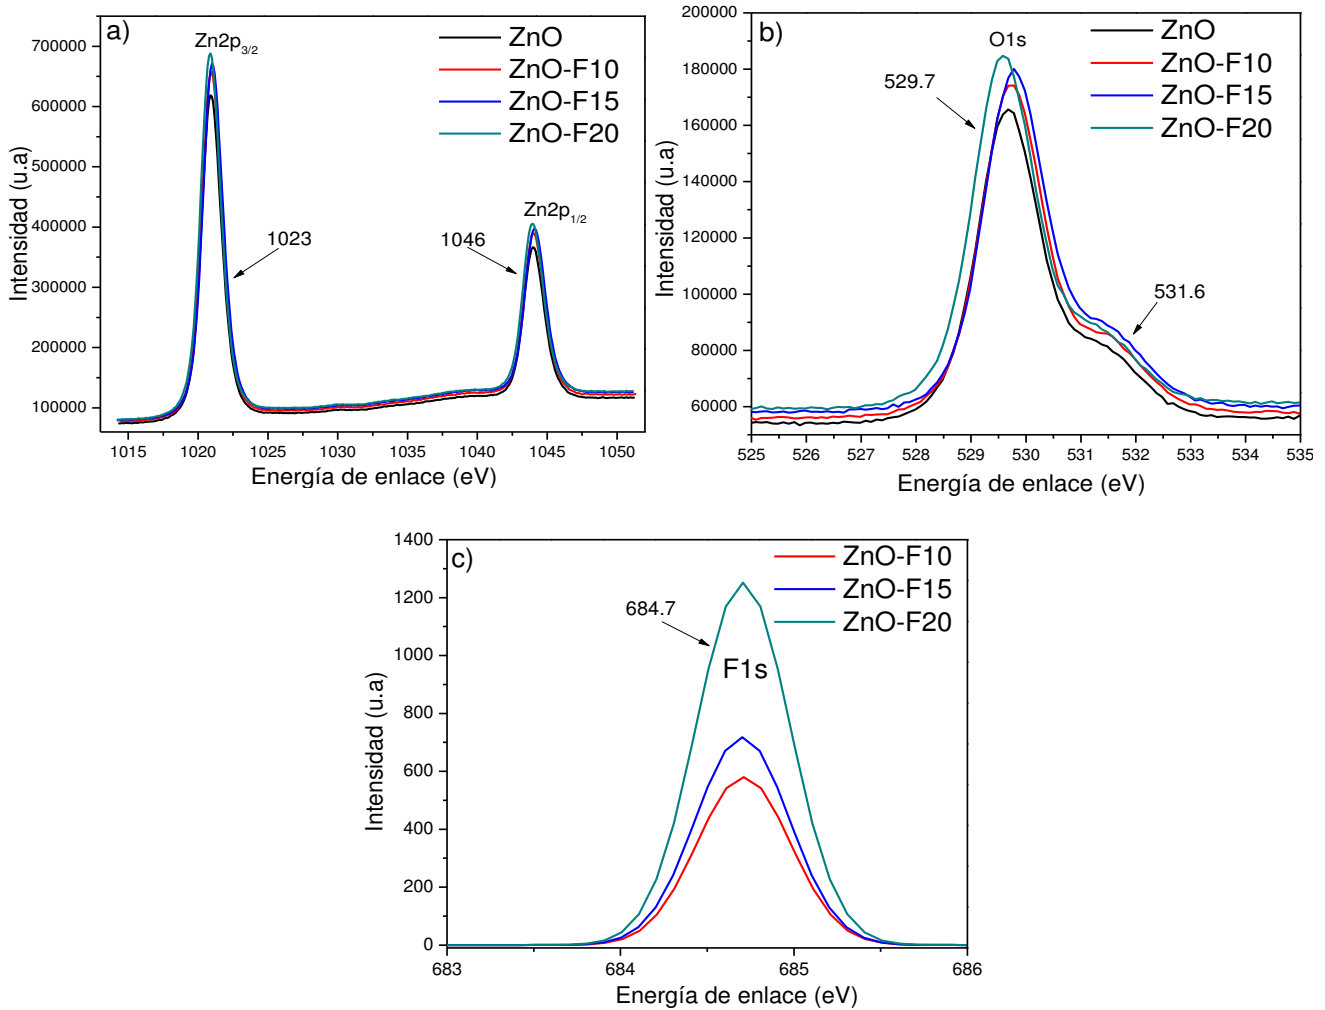 a)
Zn2p3/2
ZnO
ZnO-F10
ZnO-F15
ZnO-F20
Zn2p1/2
1023
1046
700000
600000
500000
400000
300000
200000
100000
Intensidad (u.a)
1015 1020 1025 1030 1035 1040 1045 1050
Energía de enlace (eV)
b)
O1s
ZnO
ZnO-F10
ZnO-F15
ZnO-F20
529.7
531.6
200000
180000
160000
140000
120000
100000
80000
60000
Intensidad (u.a)
525 526 527 528 529 530 531 532 533 534 535
Energía de enlace (eV)
c)
ZnO-F10
ZnO-F15
ZnO-F20
684.7
F1s
1400
1200
1000
800
600
400
200
0
Intensidad (u.a)
683 684 685 686
Energía de enlace (eV)